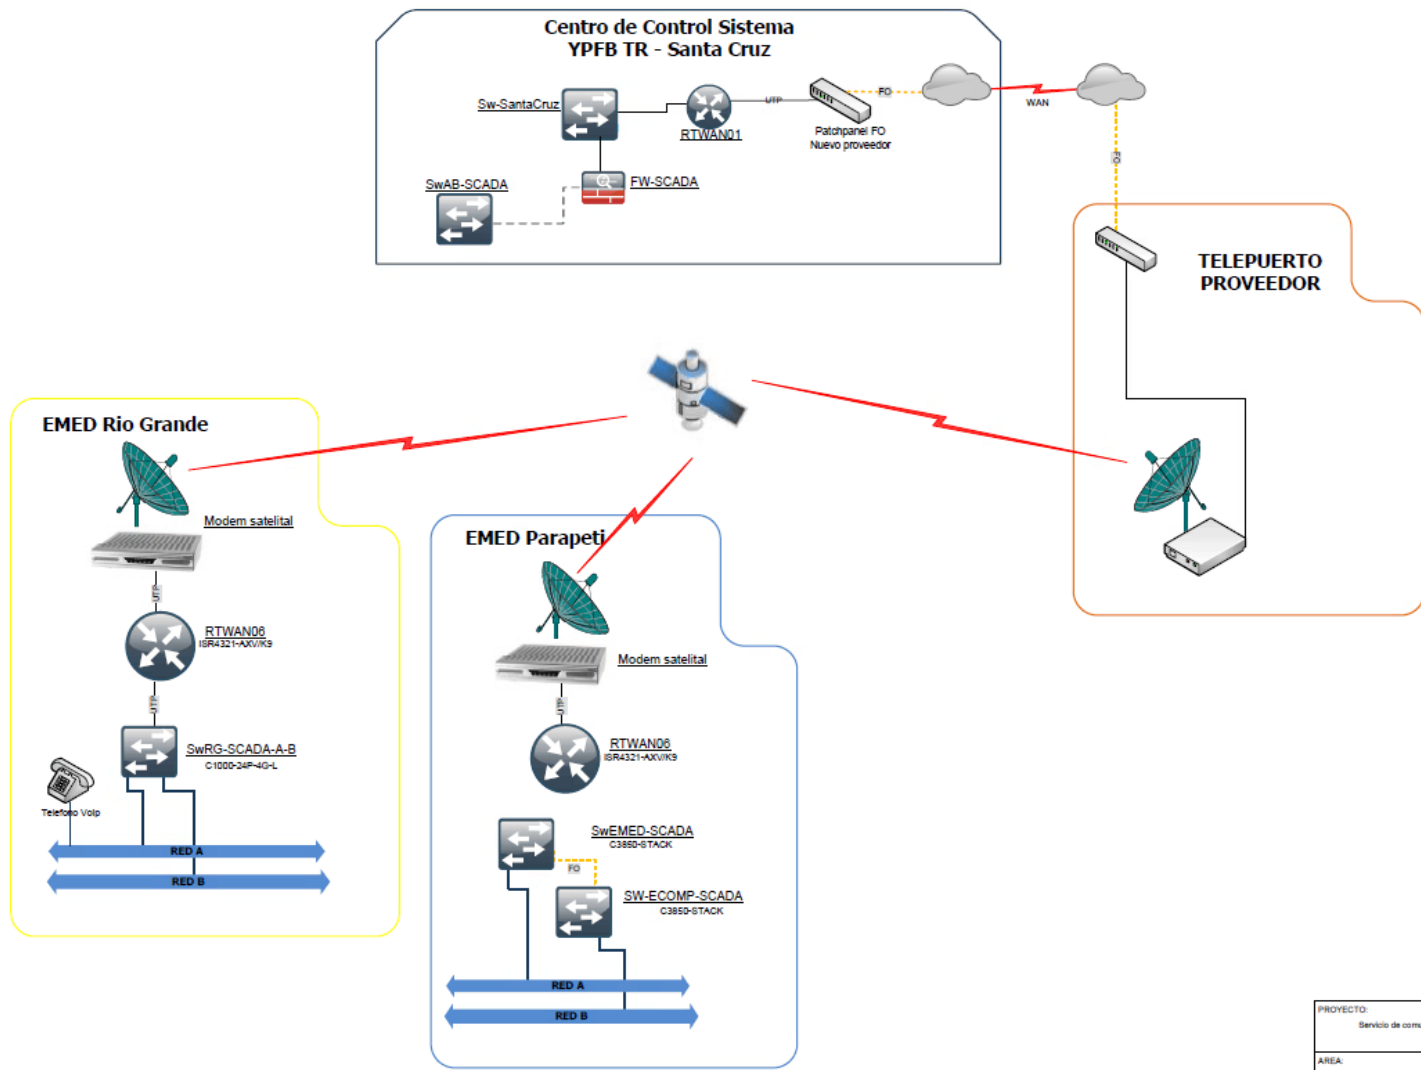 Centro de Control Sistema
YPFB TR - Santa Cruz
Sw-SantaCruz
RTWAN01
UTP
Patchpanel FO
Nuevo proveedor
FO
WAN
FO
SwAB-SCADA
FW-SCADA
TELEPUERTO
PROVEEDOR
EMED Rio Grande
Modem satelital
UTP
RTWAN06
ISR4321-AXV/K9
UTP
SwRG-SCADA-A-B
C1000-24P-4G-L
Telefono VoIp
RED A
RED B
EMED Parapeti
Modem satelital
UTP
RTWAN06
ISR4321-AXV/K9
SwEMED-SCADA
C3850-STACK
FO
SW-ECOMP-SCADA
C3850-STACK
RED A
RED B
PROYECTO:
Servicio de comu
AREA: